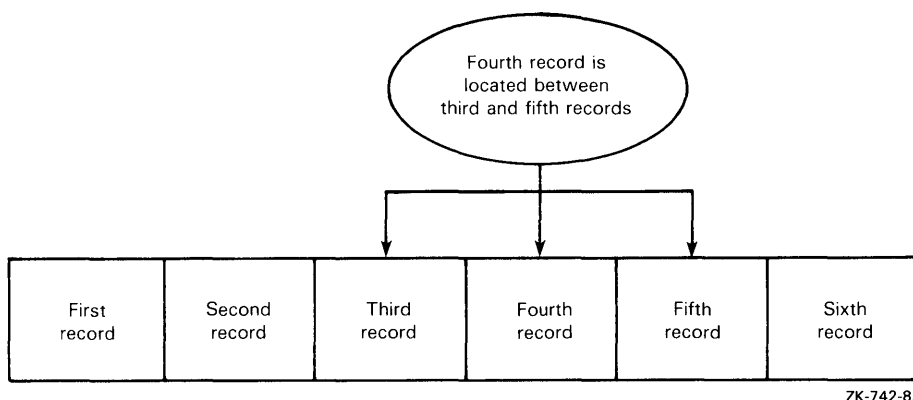 Fourth record is
located between
third and fifth records
First
record
Second
record
Third
record
Fourth
record
Fifth
record
Sixth
record
ZK-742-8